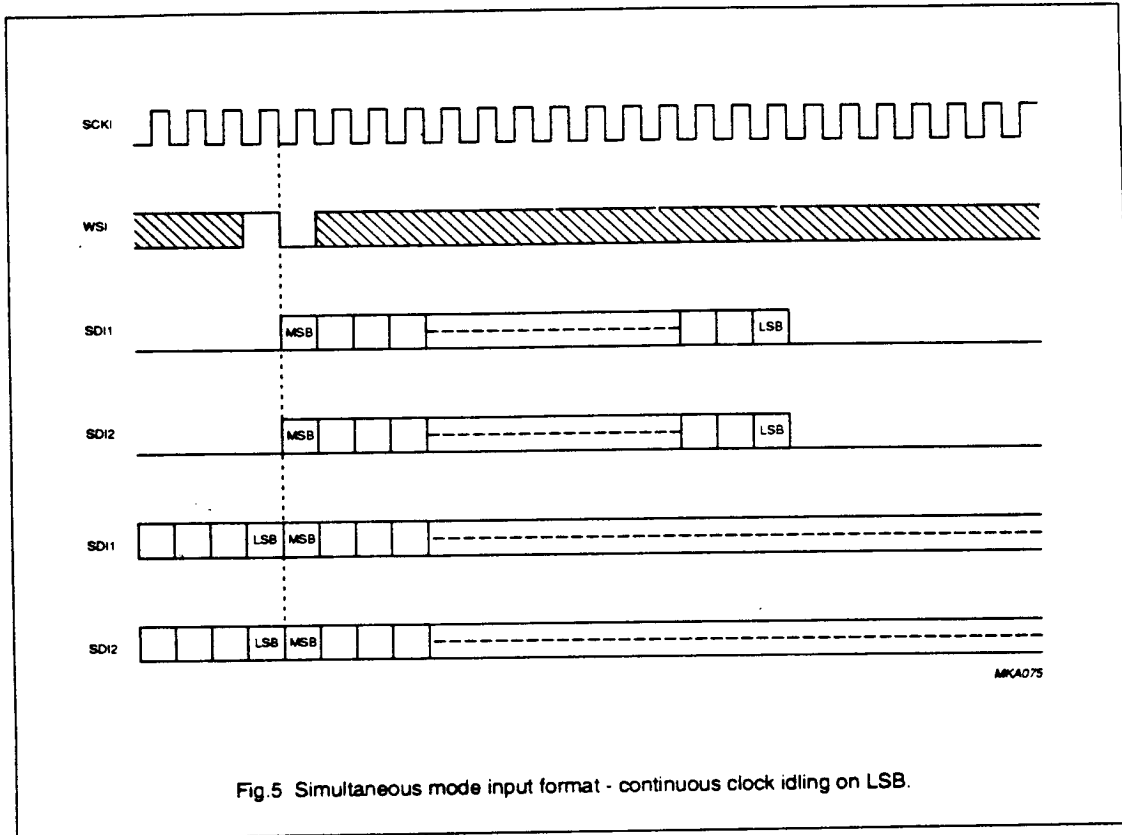 SCKI
WSI
SDI1
MSB LSB
SDI2
MSB LSB
SDI1
LSB MSB
SDI2
LSB MSB
MKA075
Fig.5 Simultaneous mode input format - continuous clock idling on LSB.